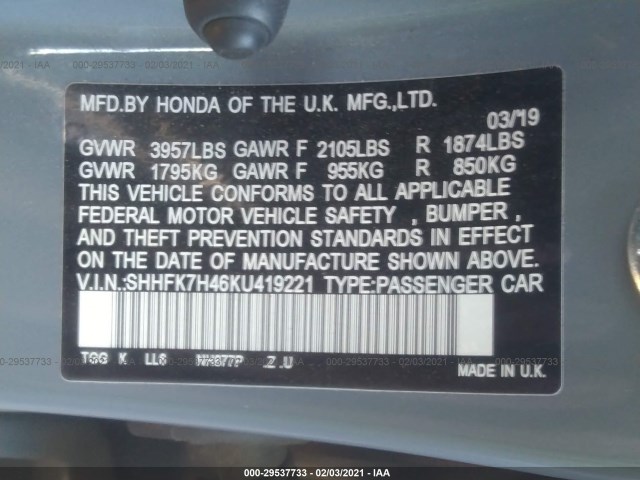 MFD.BY HONDA OF THE U.K. MFG.,LTD.
03/19
GVWR 3957LBS GAWR F 2105LBS R 1874LBS
GVWR 1795KG GAWR F 955KG R 850KG
THIS VEHICLE CONFORMS TO ALL APPLICABLE
FEDERAL MOTOR VEHICLE SAFETY , BUMPER ,
AND THEFT PREVENTION STANDARDS IN EFFECT
ON THE DATE OF MANUFACTURE SHOWN ABOVE.
V.I.N.:SHHFK7H46KU419221 TYPE:PASSENGER CAR
K
MADE IN U.K.
000-29537733 - 02/03/2021 - IAA